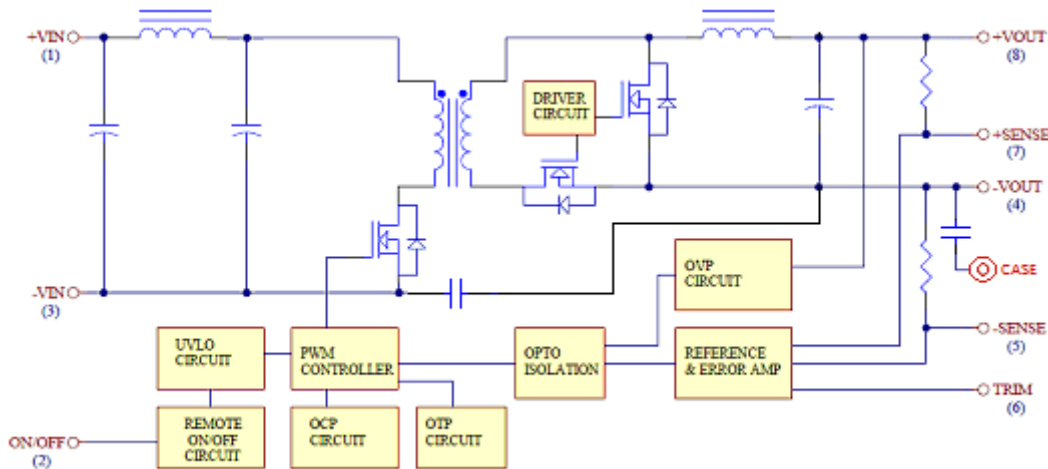 +VIN
(1)
+VOUT
(8)
DRIVER
CIRCUIT
+SENSE
(7)
-VOUT
(4)
CASE
OVP
CIRCUIT
-VIN
(3)
UVLO
CIRCUIT
PWM
CONTROLLER
OPTO
ISOLATION
REFERENCE
& ERROR AMP
-SENSE
(5)
TRIM
(6)
REMOTE
ON/OFF
CIRCUIT
OCP
CIRCUIT
OTP
CIRCUIT
ON/OFF
(2)